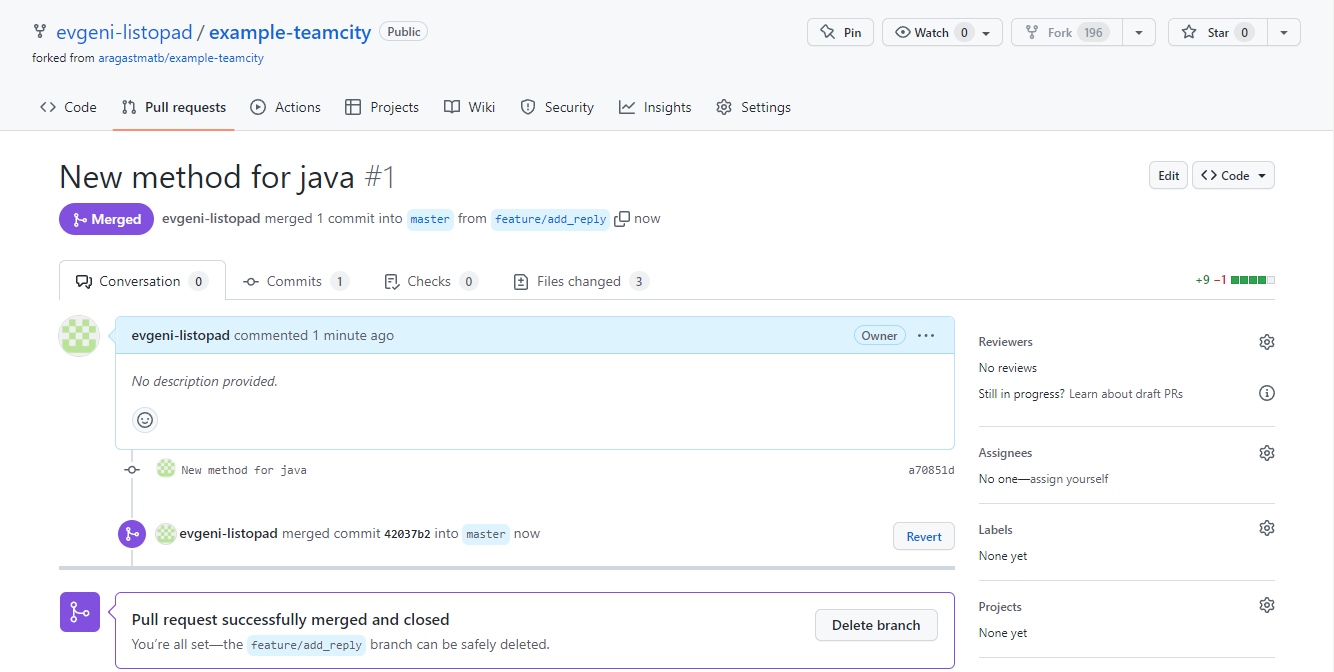 evgeni-listopad / example-teamcity Public Pin Watch 0 Fork 196 Star 0
forked from aragastmatb/example-teamcity
Code Pull requests Actions Projects Wiki Security Insights Settings
New method for java #1 Edit Code
Merged evgeni-listopad merged 1 commit into master from feature/add_reply now
Conversation 0 Commits 1 Checks 0 Files changed 3 +9 −1
evgeni-listopad commented 1 minute ago Owner
No description provided.
New method for java a70851d
evgeni-listopad merged commit 42037b2 into master now Revert
Pull request successfully merged and closed
You're all set—the feature/add_reply branch can be safely deleted.
Delete branch
Reviewers
No reviews
Still in progress? Learn about draft PRs
Assignees
No one—assign yourself
Labels
None yet
Projects
None yet